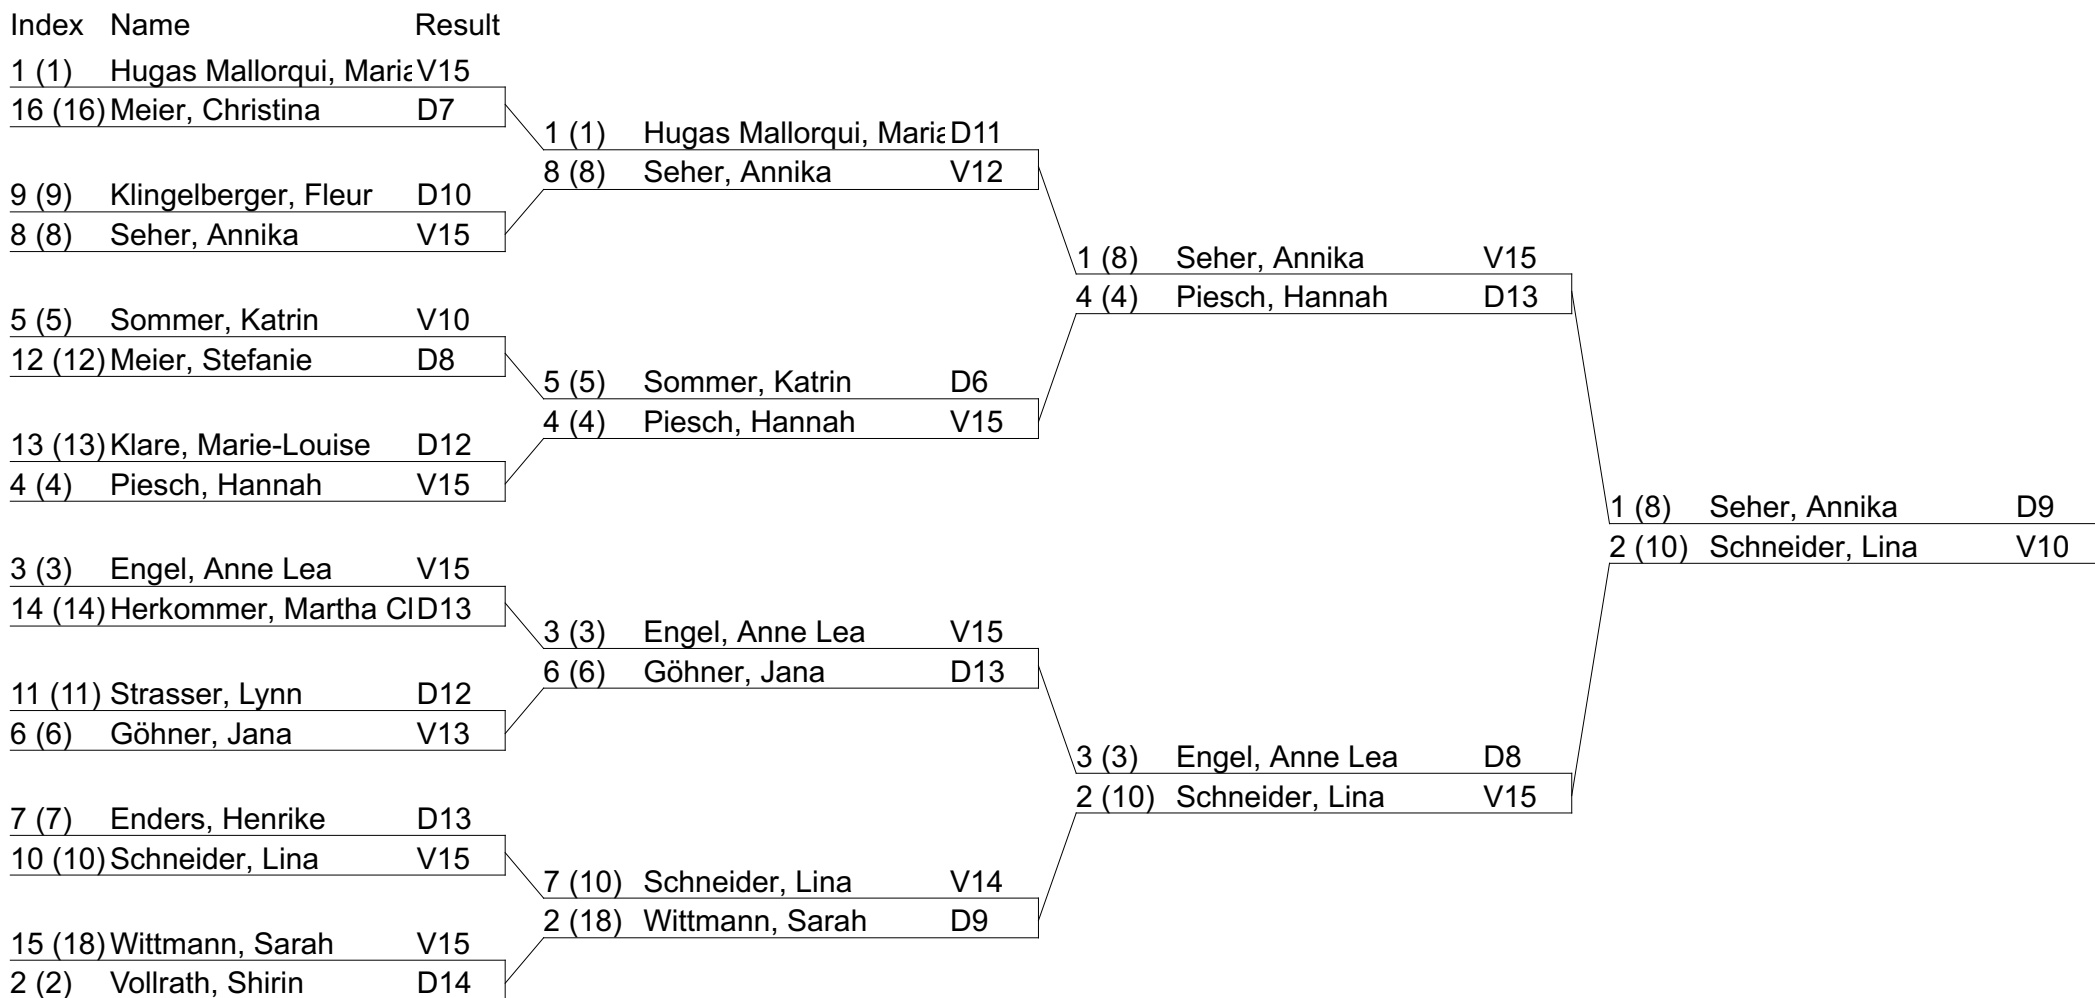 Index Name Result
1 (1) Hugas Mallorqui, Maria V15
16 (16) Meier, Christina D7
9 (9) Klingelberger, Fleur D10
8 (8) Seher, Annika V15
5 (5) Sommer, Katrin V10
12 (12) Meier, Stefanie D8
13 (13) Klare, Marie-Louise D12
4 (4) Piesch, Hannah V15
3 (3) Engel, Anne Lea V15
14 (14) Herkommer, Martha Cl D13
11 (11) Strasser, Lynn D12
6 (6) Göhner, Jana V13
7 (7) Enders, Henrike D13
10 (10) Schneider, Lina V15
15 (18) Wittmann, Sarah V15
2 (2) Vollrath, Shirin D14
1 (1) Hugas Mallorqui, Maria D11
8 (8) Seher, Annika V12
5 (5) Sommer, Katrin D6
4 (4) Piesch, Hannah V15
3 (3) Engel, Anne Lea V15
6 (6) Göhner, Jana D13
7 (10) Schneider, Lina V14
2 (18) Wittmann, Sarah D9
1 (8) Seher, Annika V15
4 (4) Piesch, Hannah D13
3 (3) Engel, Anne Lea D8
2 (10) Schneider, Lina V15
1 (8) Seher, Annika D9
2 (10) Schneider, Lina V10